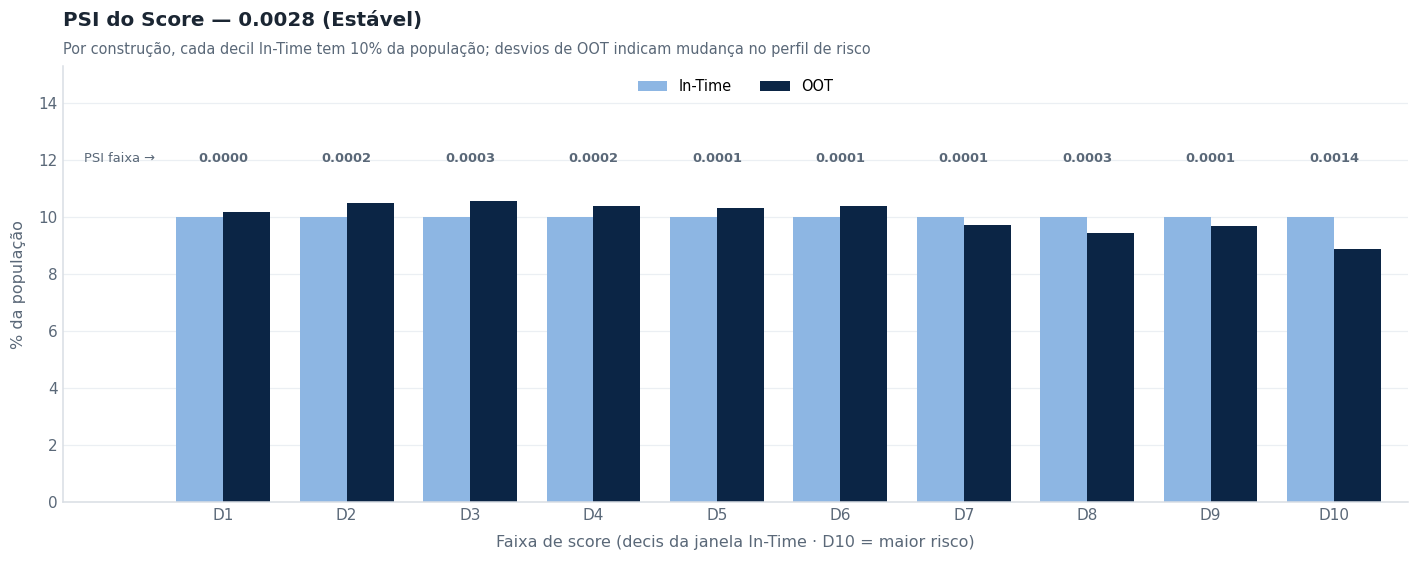 PSI do Score — 0.0028 (Estável)
Por construção, cada decil In-Time tem 10% da população; desvios de OOT indicam mudança no perfil de risco
In-Time OOT
14
PSI faixa → 0.0000 0.0002 0.0003 0.0002 0.0001 0.0001 0.0001 0.0003 0.0001 0.0014
12
10
8
6
4
2
0
% da população
D1 D2 D3 D4 D5 D6 D7 D8 D9 D10
Faixa de score (decis da janela In-Time · D10 = maior risco)